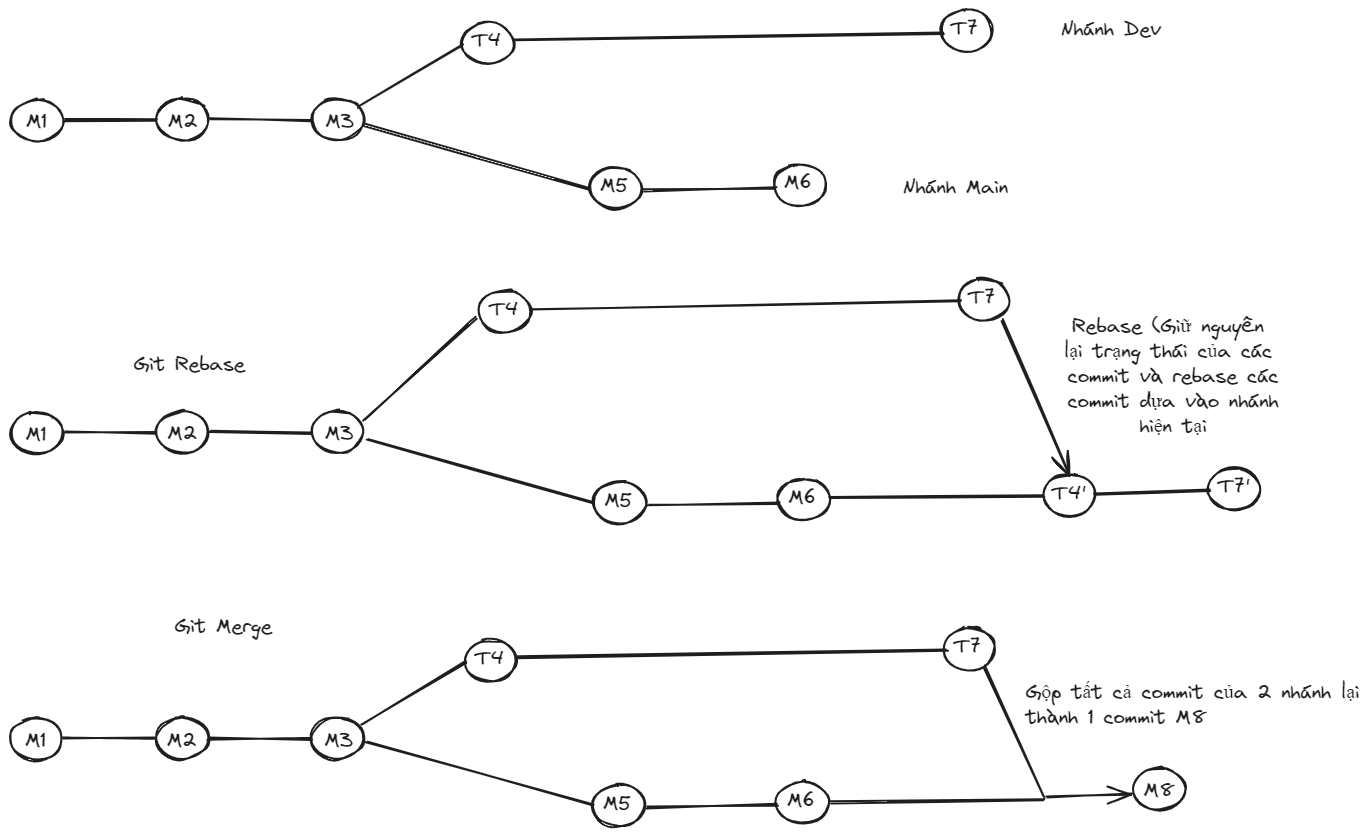 T4
T7
Nhánh Dev
M1
M2
M3
M5
M6
Nhánh Main
T4
T7
Rebase (Giữ nguyên
lại trạng thái của các
commit và rebase các
commit dựa vào nhánh
hiện tại
Git Rebase
M1
M2
M3
M5
M6
T4'
T7'
Git Merge
T4
T7
Gộp tất cả commit của 2 nhánh lại
thành 1 commit M8
M1
M2
M3
M5
M6
M8